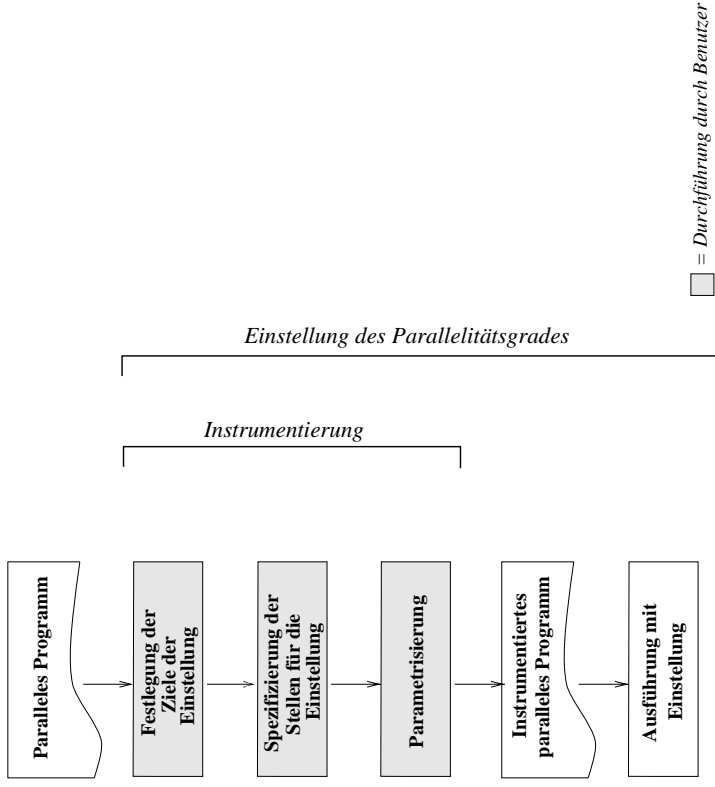 Paralleles Programm
Festlegung der
Ziele der
Einstellung
Spezifizierung der
Stellen für die
Einstellung
Parametrisierung
Instrumentiertes
paralleles Programm
Ausführung mit
Einstellung
Instrumentierung
Einstellung des Parallelitätsgrades
= Durchführung durch Benutzer